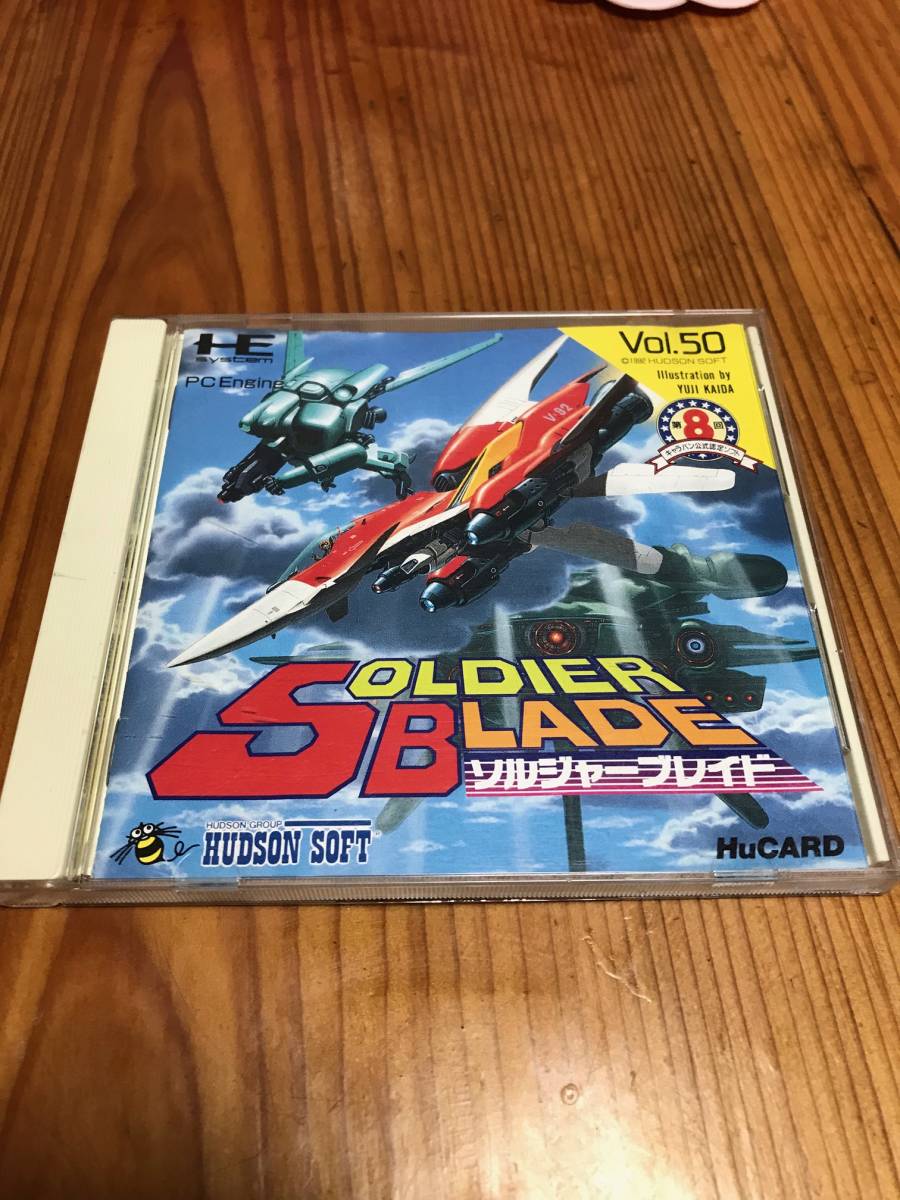 HE
system
PC Engine
Vol.50
©1992 HUDSON SOFT
Illustration by
YUJI KAIDA
第8回
キャラバン公式認定ソフト
V-92
SOLDIER
BLADE
ソルジャーブレイド
HUDSON GROUP
HUDSON SOFT
HuCARD